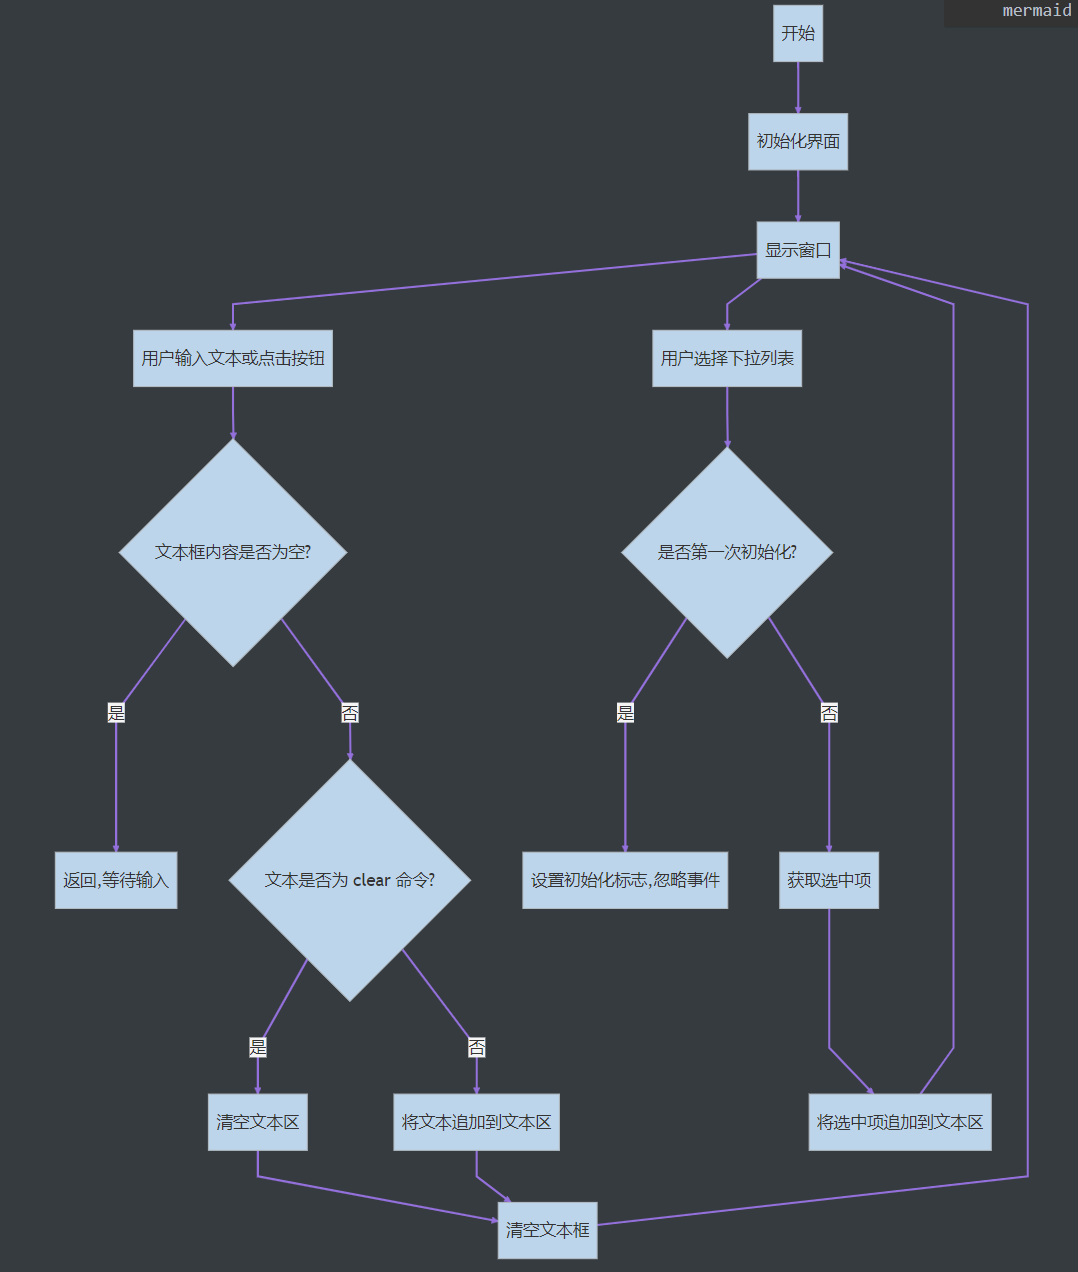 mermaid
开始
初始化界面
显示窗口
用户输入文本或点击按钮
用户选择下拉列表
文本框内容是否为空?
是否第一次初始化?
是
否
是
否
返回,等待输入
文本是否为 clear 命令?
设置初始化标志,忽略事件
获取选中项
是
否
清空文本区
将文本追加到文本区
将选中项追加到文本区
清空文本框